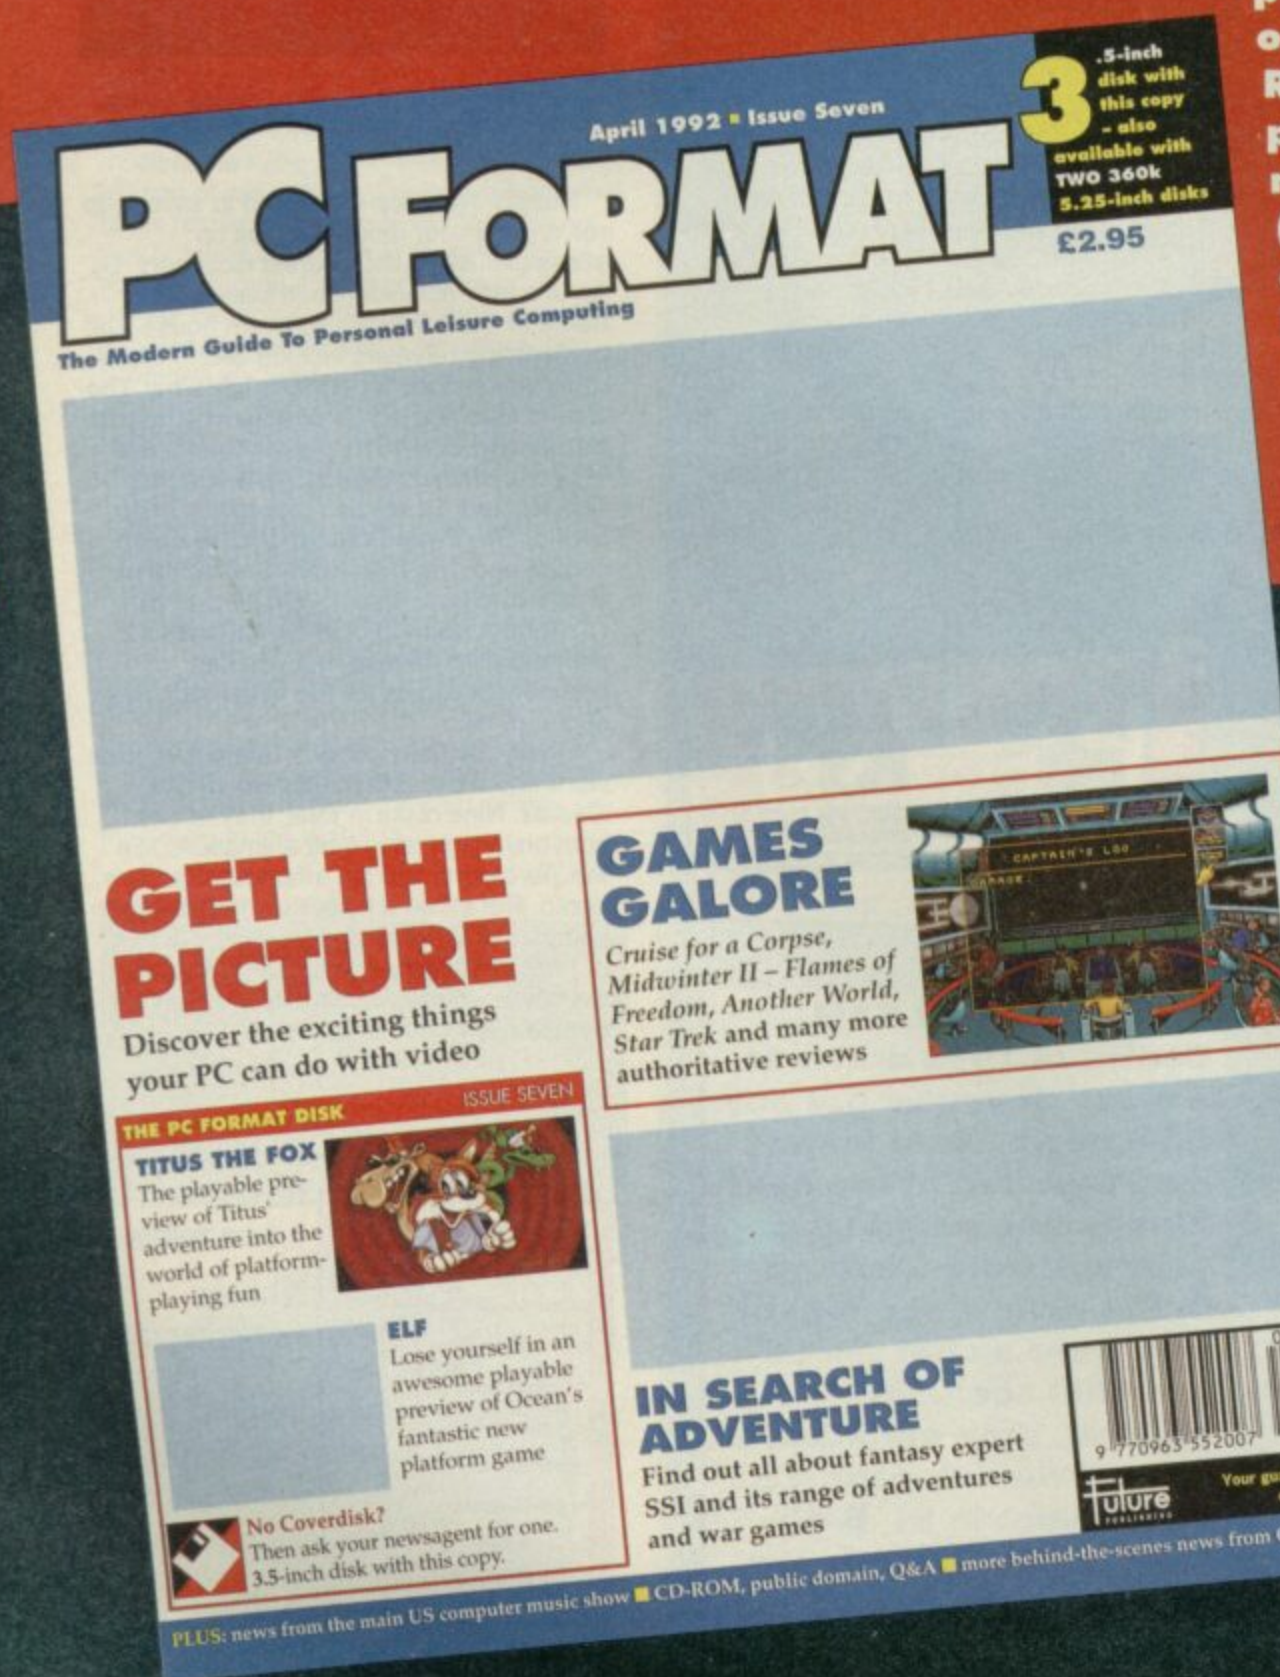 April 1992 ■ Issue Seven
PC FORMAT
The Modern Guide To Personal Leisure Computing
3.5-inch
disk with
this copy
– also
available with
TWO 360k
5.25-inch disks
£2.95
GET THE
PICTURE
Discover the exciting things
your PC can do with video
GAMES
GALORE
Cruise for a Corpse,
Midwinter II – Flames of
Freedom, Another World,
Star Trek and many more
authoritative reviews
CAPTAIN'S LOG
THE PC FORMAT DISK
ISSUE SEVEN
TITUS THE FOX
The playable pre-
view of Titus'
adventure into the
world of platform-
playing fun
ELF
Lose yourself in an
awesome playable
preview of Ocean's
fantastic new
platform game
No Coverdisk?
Then ask your newsagent for one.
3.5-inch disk with this copy.
IN SEARCH OF
ADVENTURE
Find out all about fantasy expert
SSI and its range of adventures
and war games
9 770963 552007
Future
PUBLISHING
Your
PLUS: news from the main US computer music show ■ CD-ROM, public domain, Q&A ■ more behind-the-scenes news from